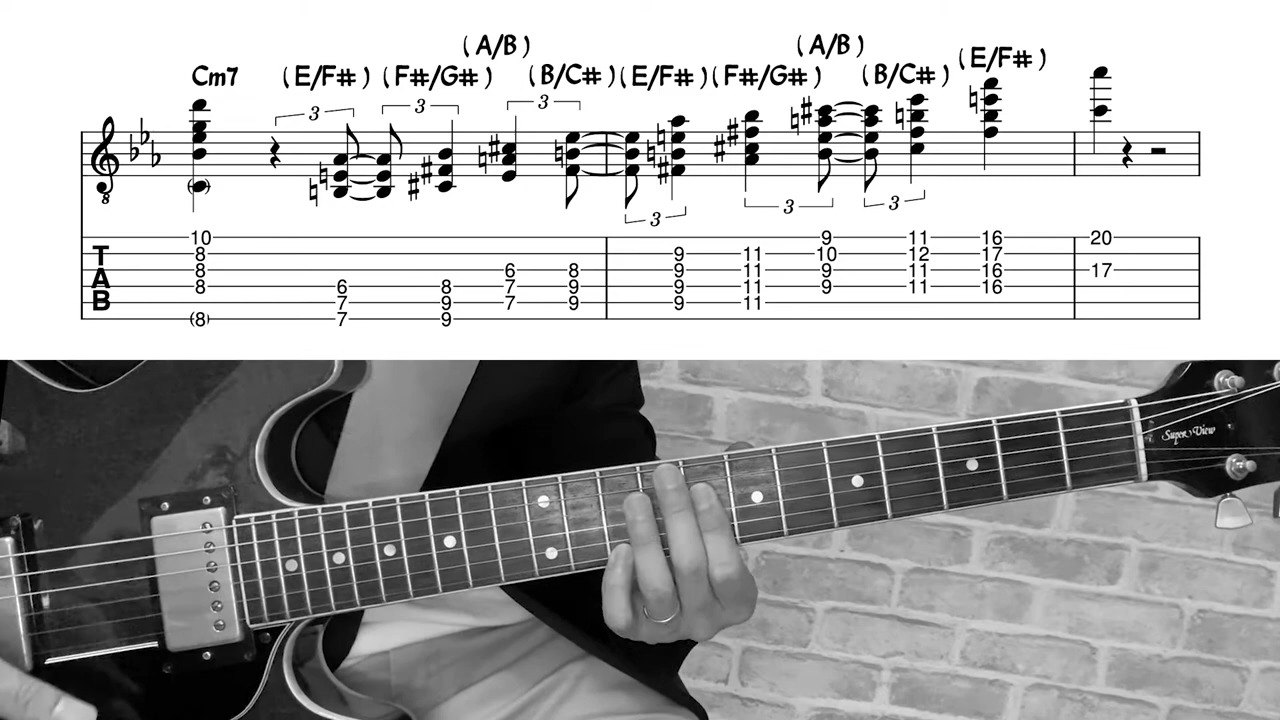 (A/B) (A/B)
Cm7 (E/F#) (F#/G#) (B/C#) (E/F#) (F#/G#) (B/C#) (E/F#)
3 3 3
8
3 3 3
T
A
B
10 9 11 16 20
8 9 11 10 12 17
8 6 8 9 11 9 11 16 17
8 6 8 7 9 9 11 9 11 16
7 9 7 9 9 11
(8) 7 9
Super View